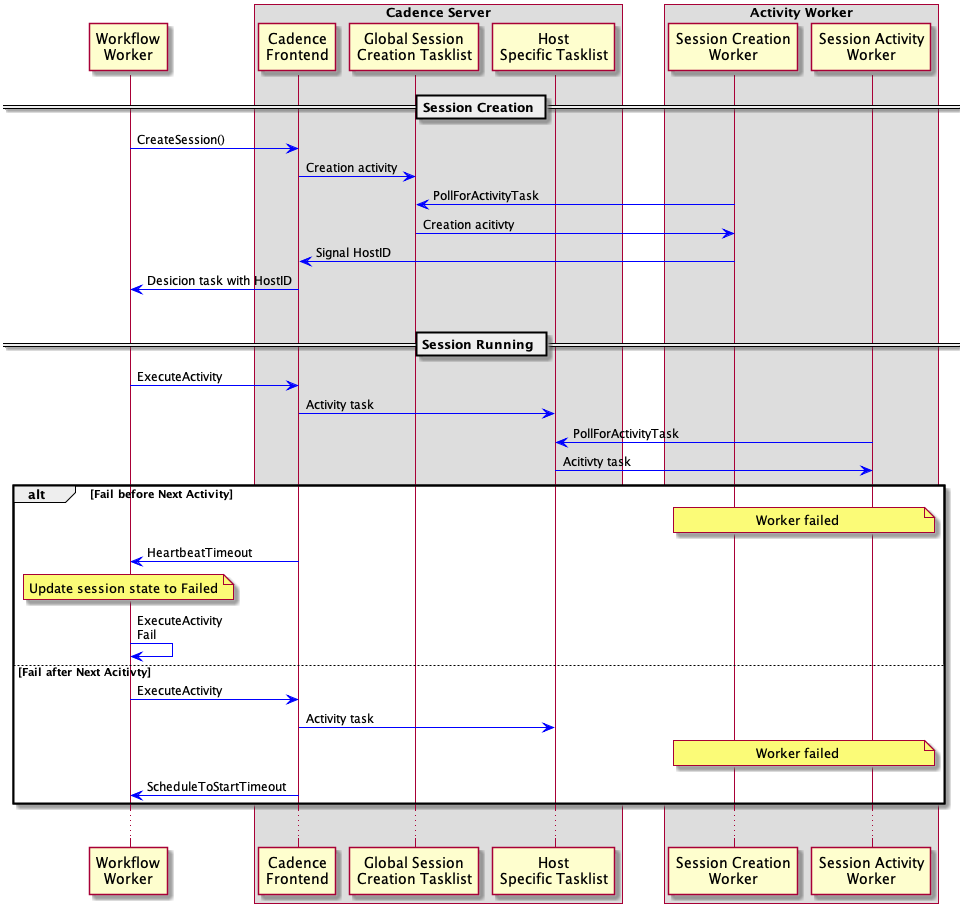 Cadence Server
Activity Worker
Workflow
Worker
Cadence
Frontend
Global Session
Creation Tasklist
Host
Specific Tasklist
Session Creation
Worker
Session Activity
Worker
Session Creation
CreateSession()
Creation activity
PollForActivityTask
Creation acitivty
Signal HostID
Desicion task with HostID
Session Running
ExecuteActivity
Activity task
PollForActivityTask
Acitivty task
alt
[Fail before Next Activity]
Worker failed
HeartbeatTimeout
Update session state to Failed
ExecuteActivity
Fail
[Fail after Next Acitivty]
ExecuteActivity
Activity task
Worker failed
ScheduleToStartTimeout
Workflow
Worker
Cadence
Frontend
Global Session
Creation Tasklist
Host
Specific Tasklist
Session Creation
Worker
Session Activity
Worker